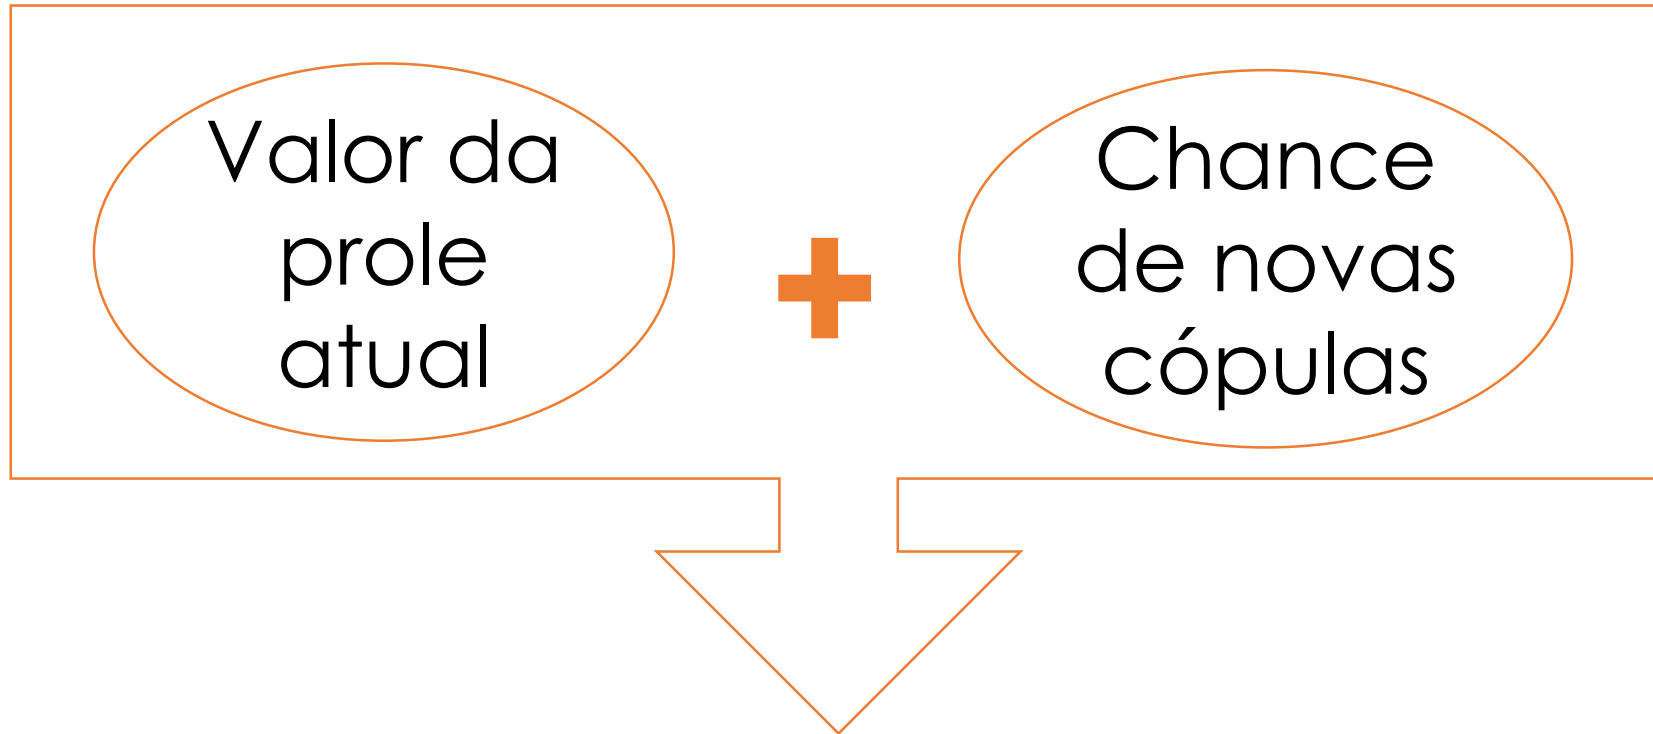 Valor da
prole
atual
Chance
de novas
cópulas